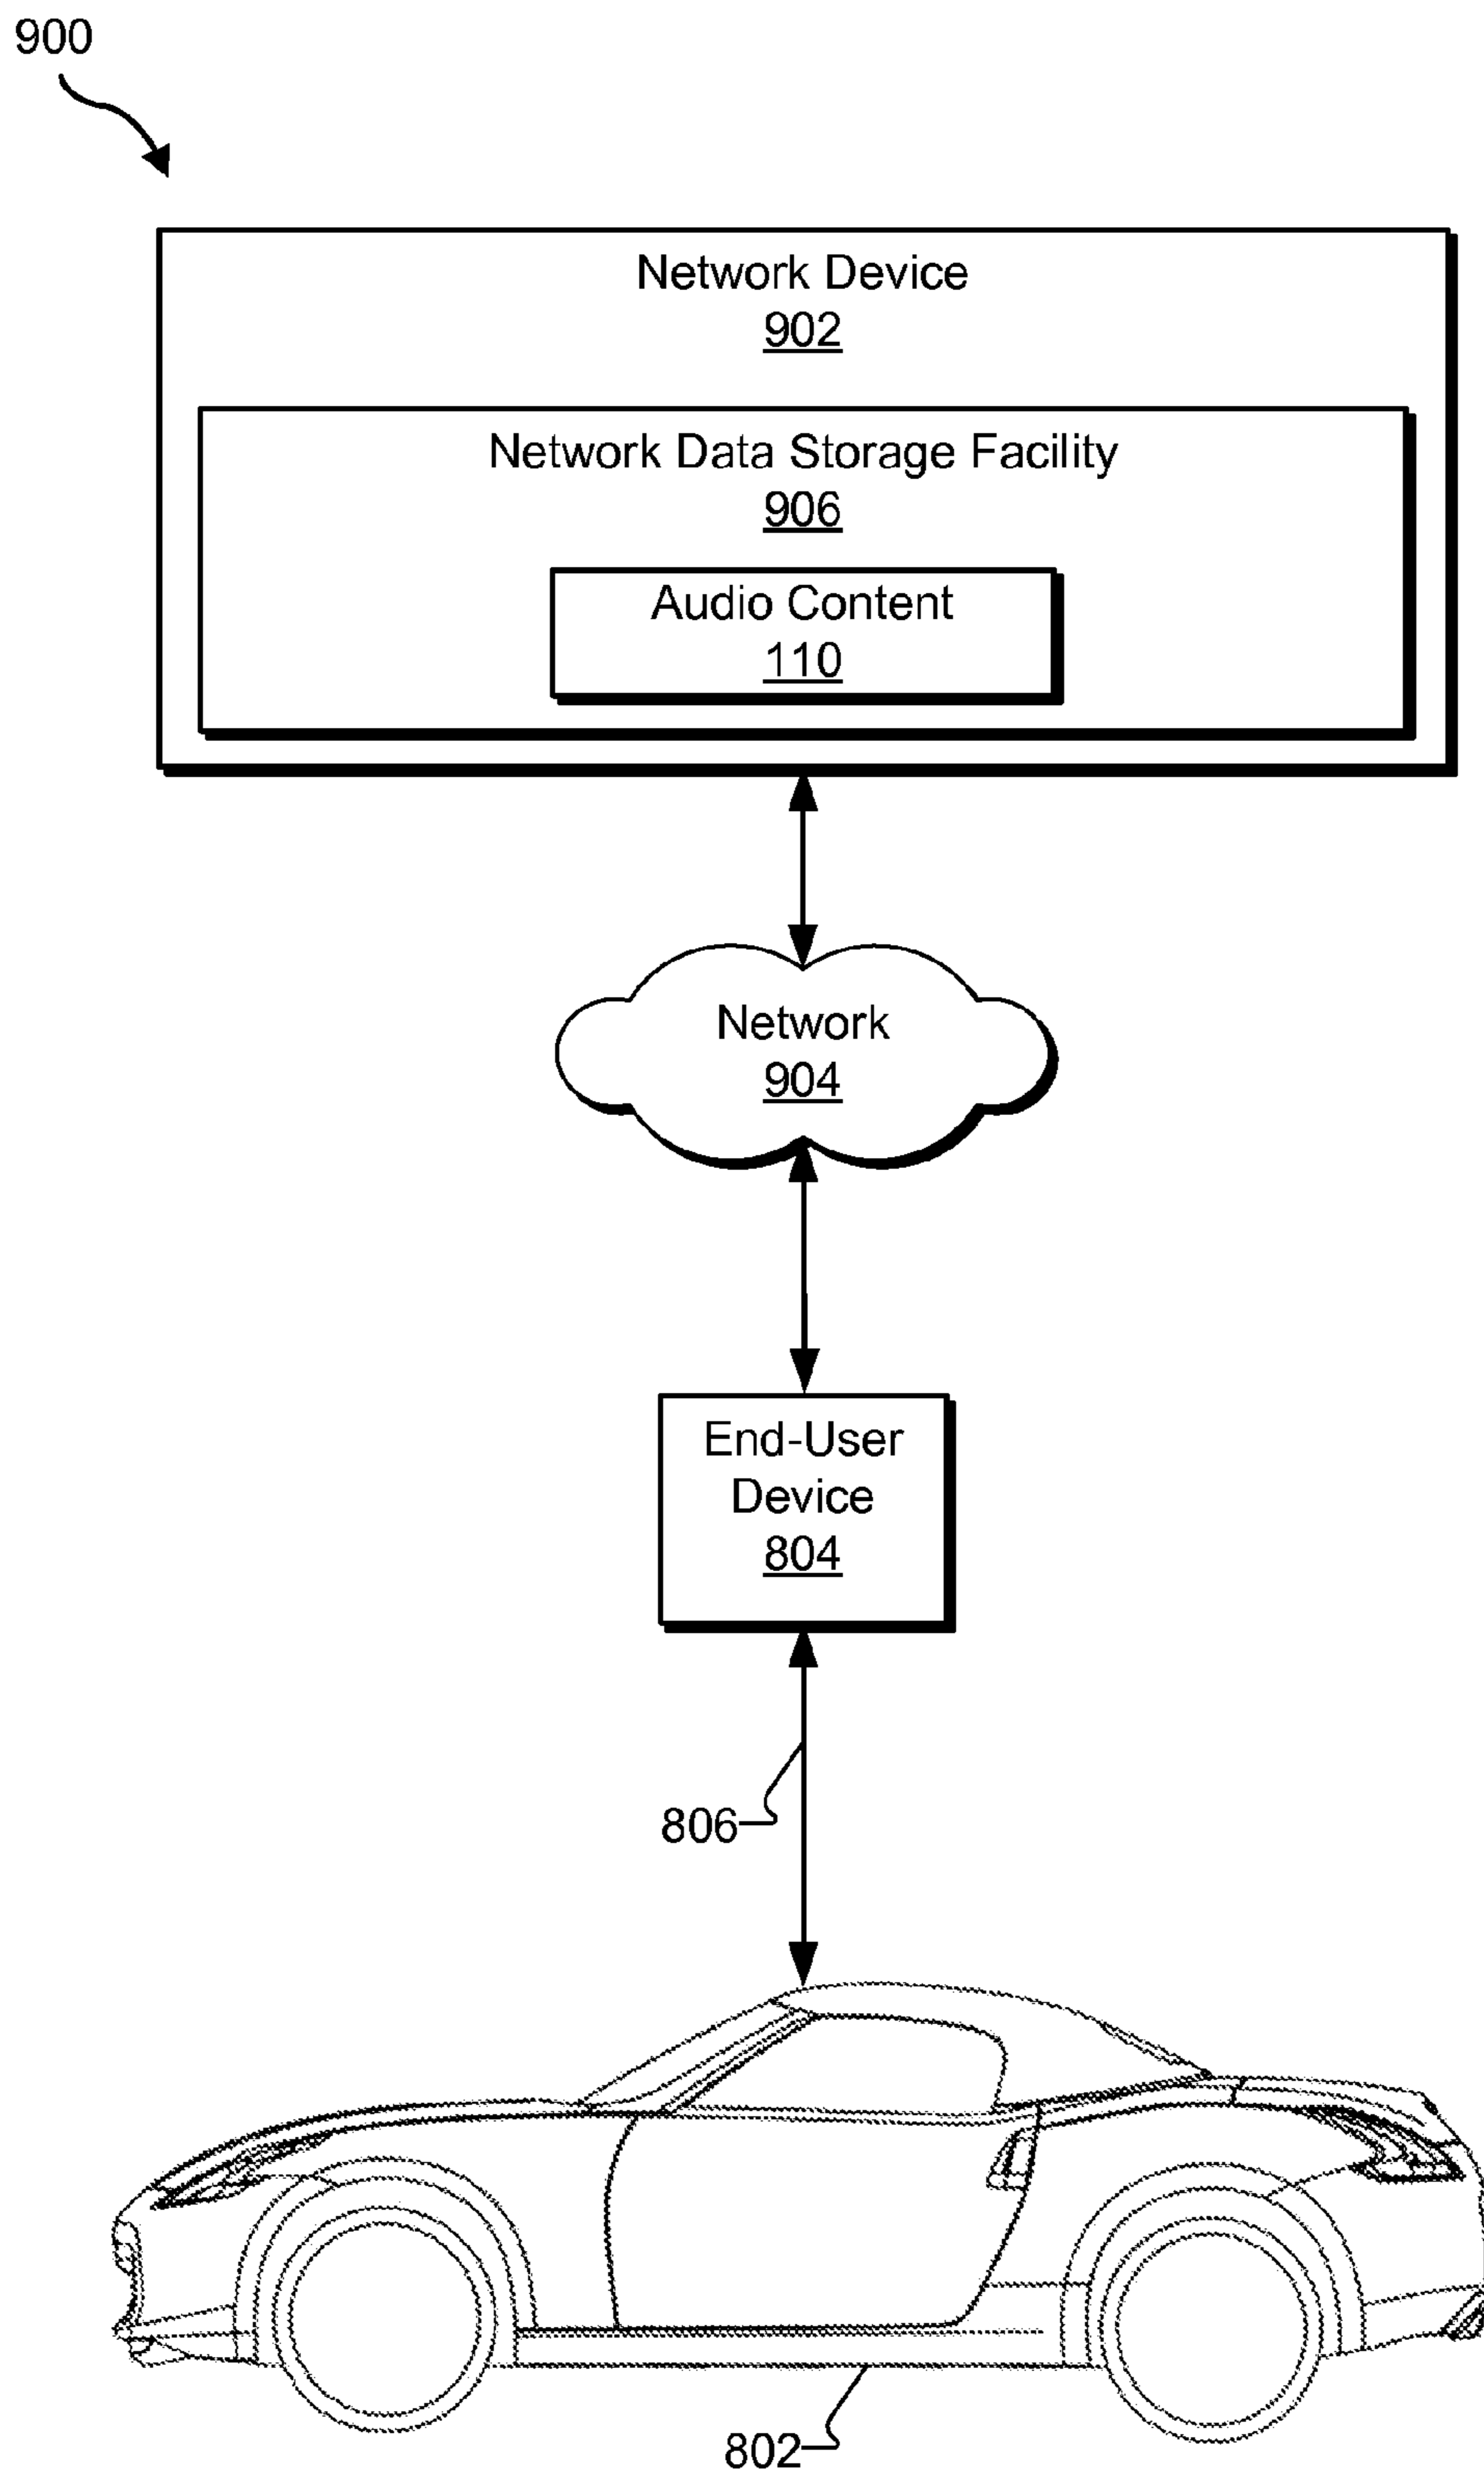 900
Network Device
902
Network Data Storage Facility
906
Audio Content
110
Network
904
End-User
Device
804
806
802